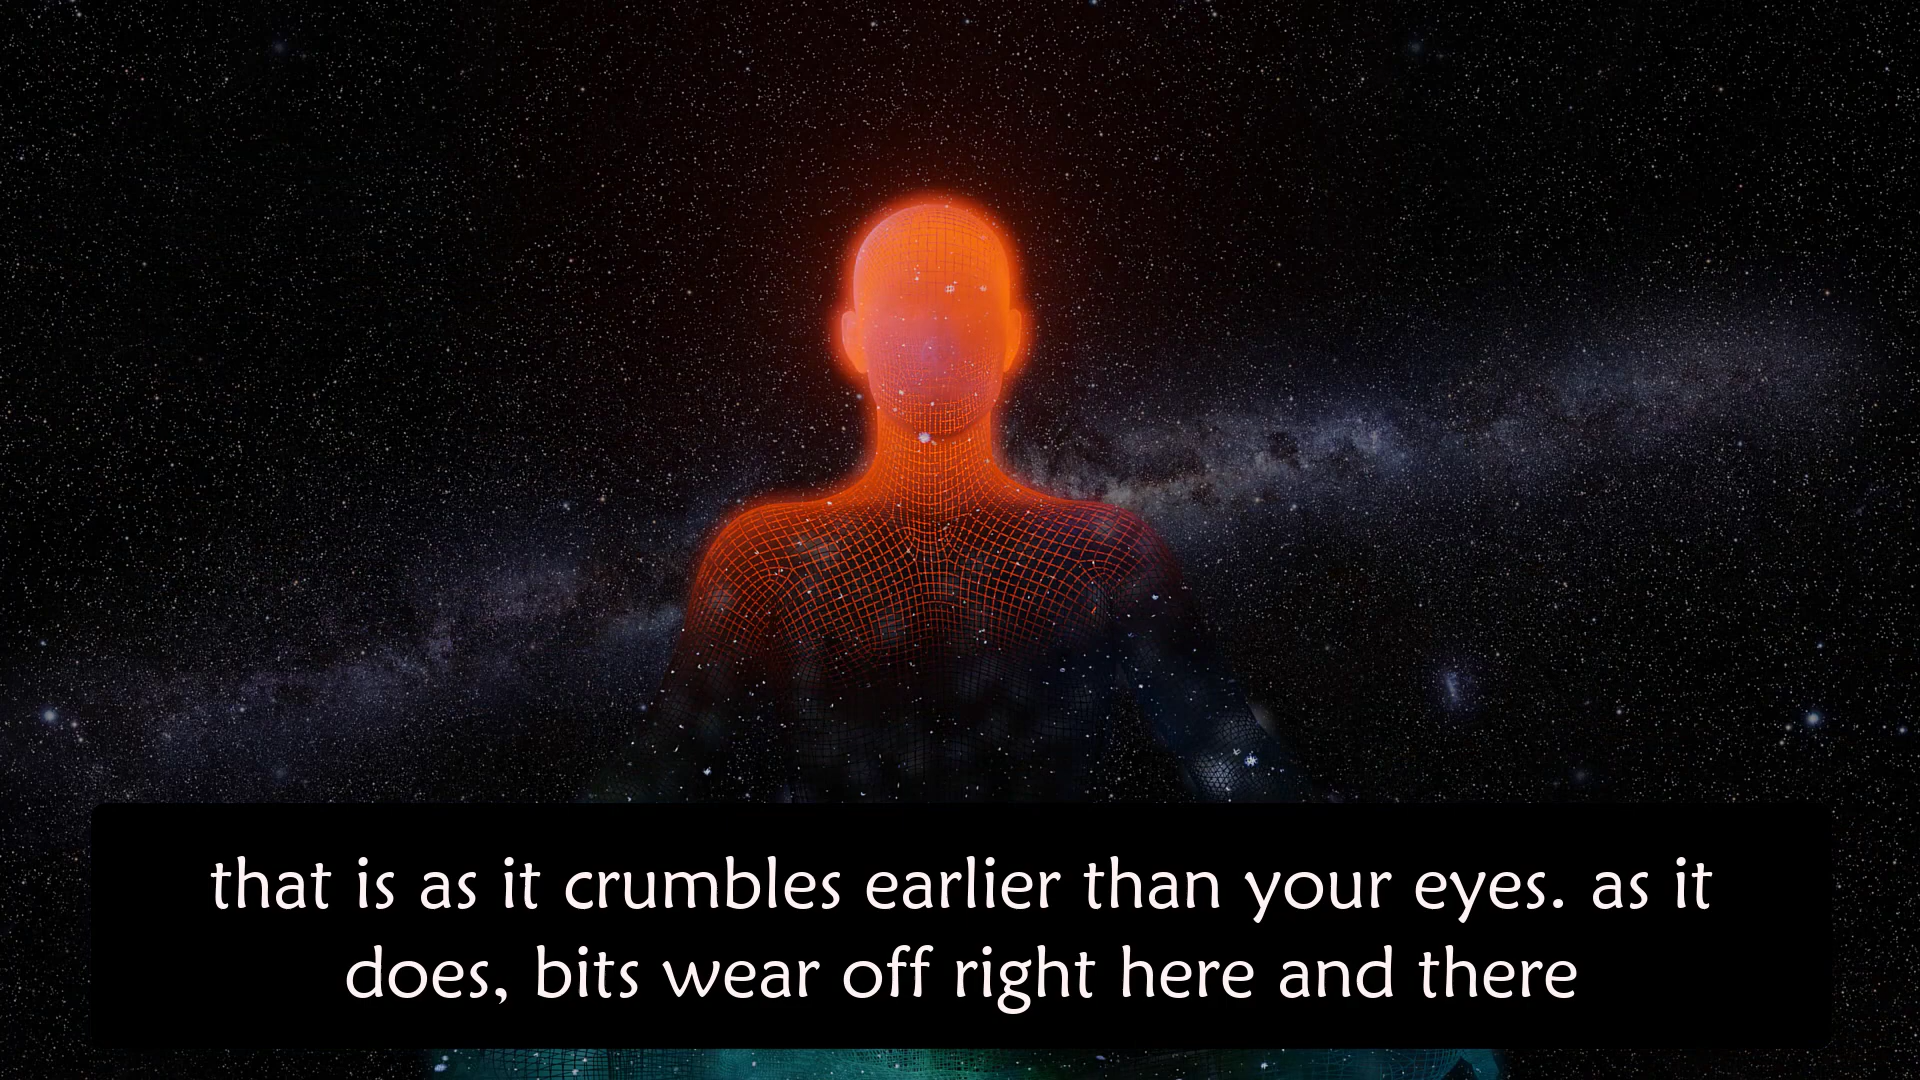 that is as it crumbles earlier than your eyes. as it
does, bits wear off right here and there